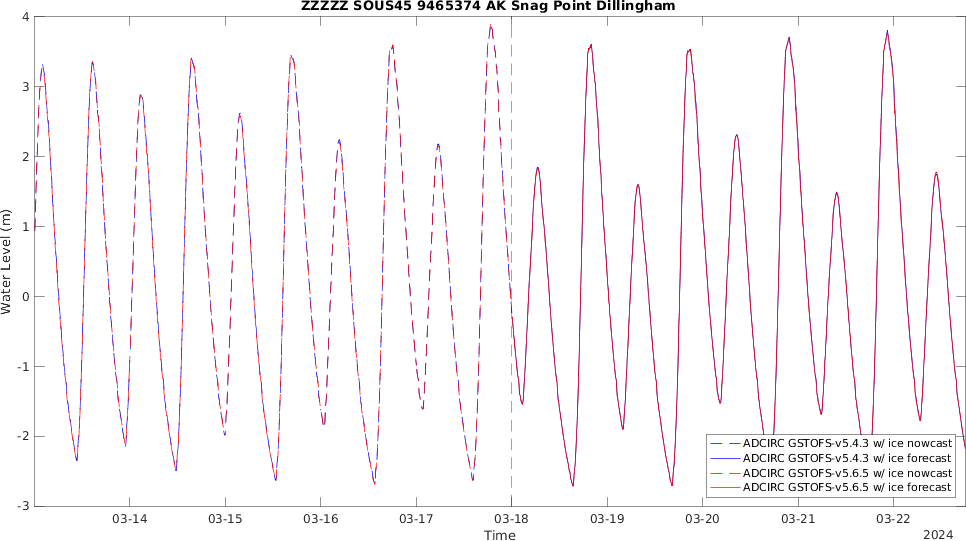 ZZZZZ SOUS45 9465374 AK Snag Point Dillingham
4
3
2
1
0
-1
-2
-3
Water Level (m)
ADCIRC GSTOFS-v5.4.3 w/ ice nowcast
ADCIRC GSTOFS-v5.4.3 w/ ice forecast
ADCIRC GSTOFS-v5.6.5 w/ ice nowcast
ADCIRC GSTOFS-v5.6.5 w/ ice forecast
03-14 03-15 03-16 03-17 03-18 03-19 03-20 03-21 03-22
Time
2024